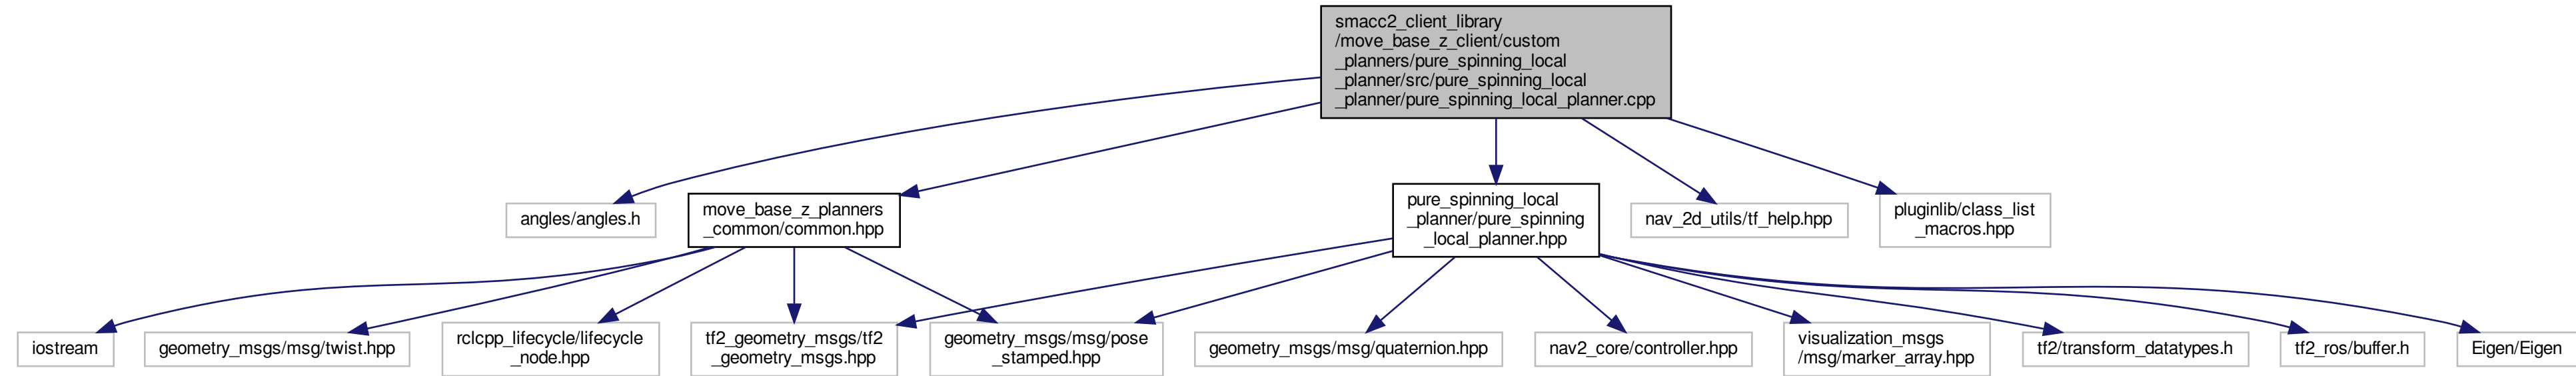 smacc2_client_library
/move_base_z_client/custom
_planners/pure_spinning_local
_planner/src/pure_spinning_local
_planner/pure_spinning_local_planner.cpp
angles/angles.h
move_base_z_planners
_common/common.hpp
pure_spinning_local
_planner/pure_spinning
_local_planner.hpp
nav_2d_utils/tf_help.hpp
pluginlib/class_list
_macros.hpp
iostream
geometry_msgs/msg/twist.hpp
rclcpp_lifecycle/lifecycle
_node.hpp
tf2_geometry_msgs/tf2
_geometry_msgs.hpp
geometry_msgs/msg/pose
_stamped.hpp
geometry_msgs/msg/quaternion.hpp
nav2_core/controller.hpp
visualization_msgs
/msg/marker_array.hpp
tf2/transform_datatypes.h
tf2_ros/buffer.h
Eigen/Eigen